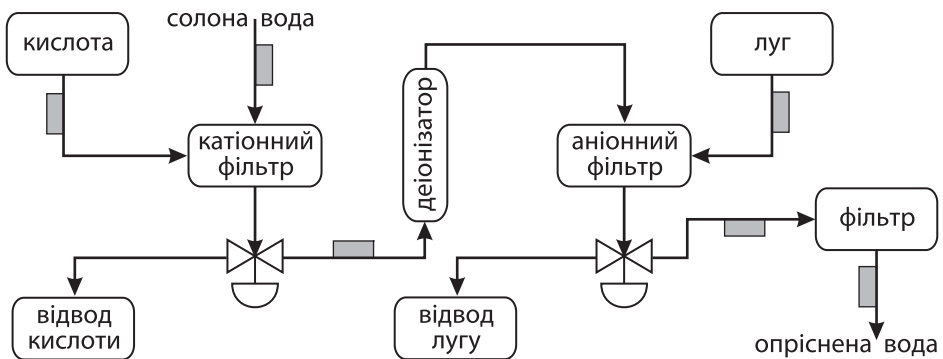 солона вода
кислота
луг
катіонний
фільтр
деіонізатор
аніонний
фільтр
фільтр
відвод
кислоти
відвод
лугу
опріснена вода